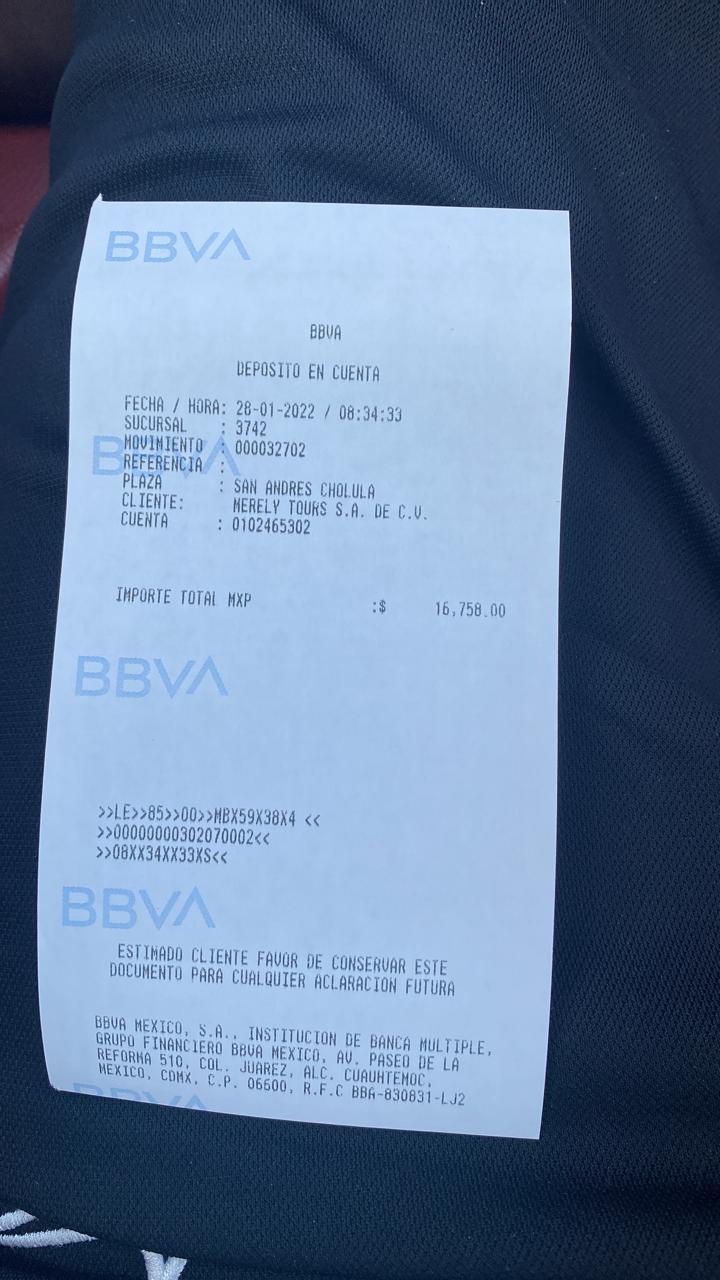 BBVA
BBVA
DEPOSITO EN CUENTA
FECHA / HORA: 28-01-2022 / 08:34:33
SUCURSAL : 3742
MOVIMIENTO : 000032702
BBVA
REFERENCIA :
PLAZA : SAN ANDRES CHOLULA
CLIENTE: MERELY TOURS S.A. DE C.V.
CUENTA : 0102465302
IMPORTE TOTAL MXP :$ 16,758.00
BBVA
>>LE>>85>>00>>MBX59X38X4 <<
>>00000000302070002<<
>>08XX34XX33XS<<
BBVA
ESTIMADO CLIENTE FAVOR DE CONSERVAR ESTE
DOCUMENTO PARA CUALQUIER ACLARACION FUTURA
BBVA MEXICO, S.A., INSTITUCION DE BANCA MULTIPLE,
GRUPO FINANCIERO BBVA MEXICO, AV. PASEO DE LA
REFORMA 510, COL. JUAREZ, ALC. CUAUHTEMOC,
MEXICO, CDMX, C.P. 06600, R.F.C BBA-830831-LJ2
BBVA